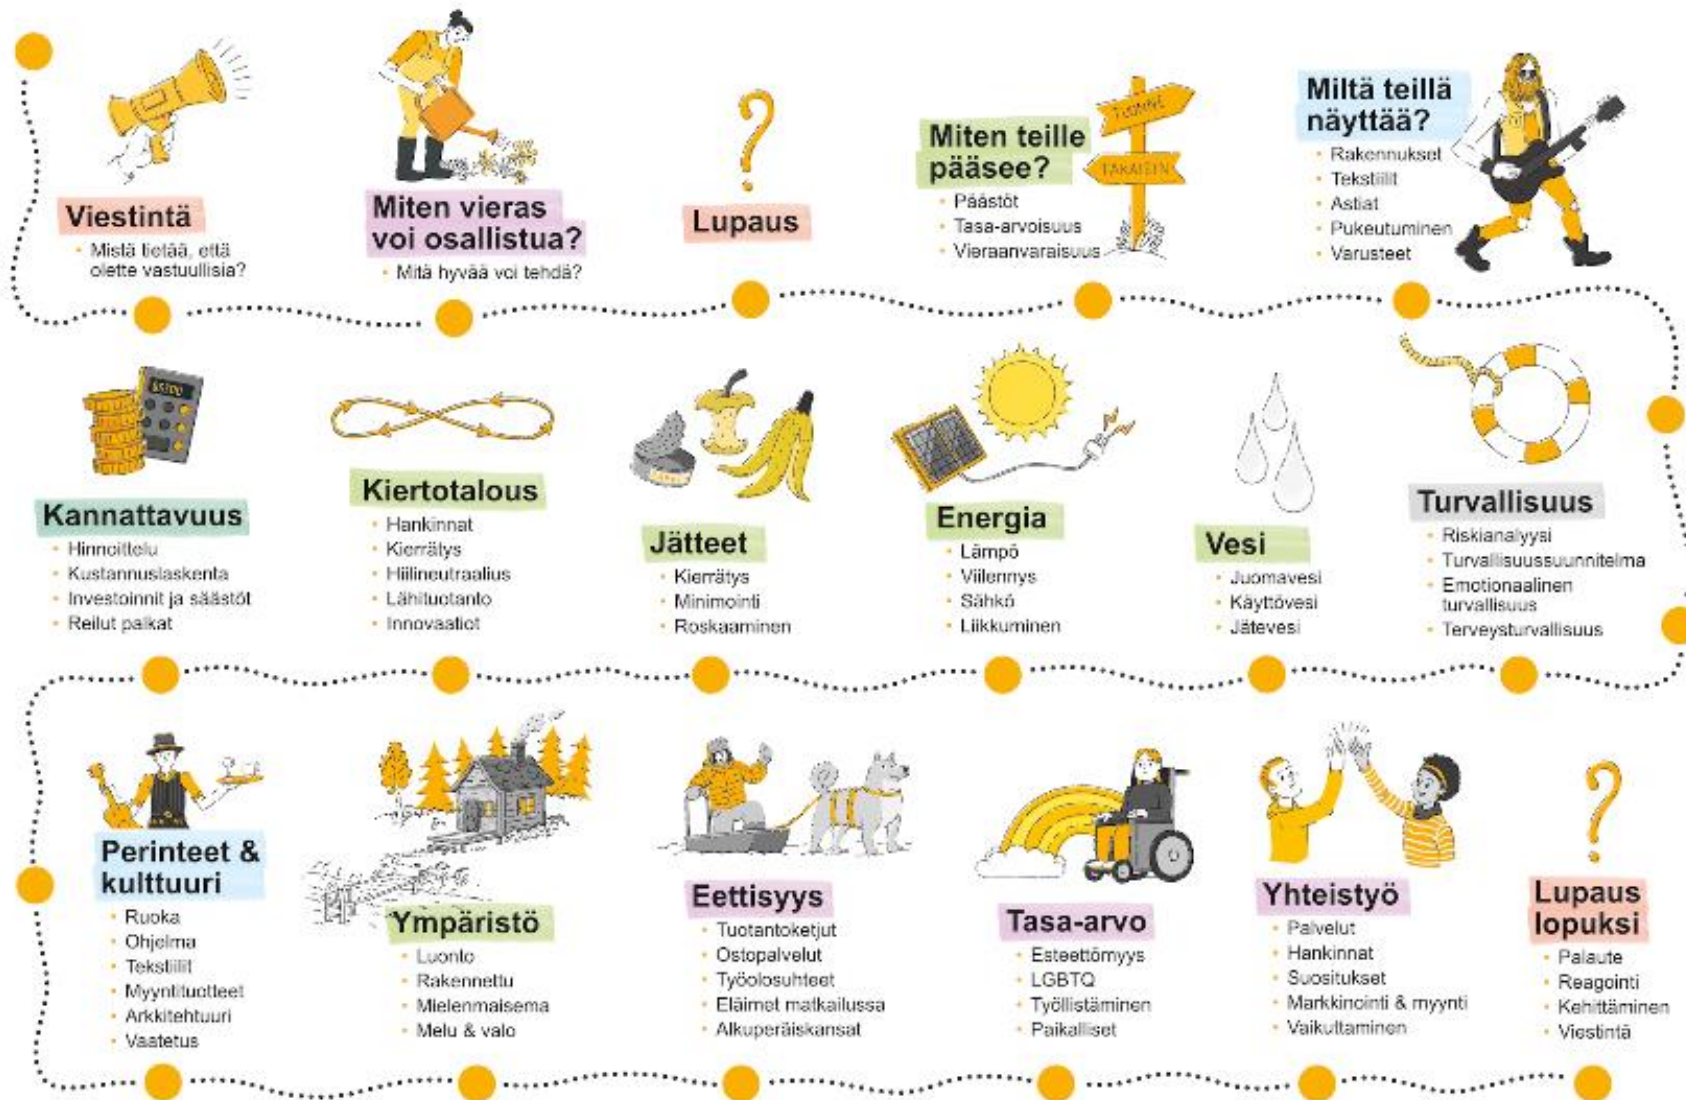 Viestintä
• Mistä tietää, että
olette vastuullisia?
Miten vieras
voi osallistua?
• Mitä hyvää voi tehdä?
Lupaus
Miten teille
pääsee?
• Päästöt
• Tasa-arvoisuus
• Vieraanvaraisuus
TUONNE
TAKAISIN
Miltä teillä
näyttää?
• Rakennukset
• Tekstiilit
• Astiat
• Pukeutuminen
• Varusteet
Kannattavuus
• Hinnoittelu
• Kustannuslaskenta
• Investoinnit ja säästöt
• Reilut palkat
Kiertotalous
• Hankinnat
• Kierrätys
• Hiilineutraalius
• Lähituotanto
• Innovaatiot
Jätteet
• Kierrätys
• Minimointi
• Roskaaminen
Energia
• Lämpö
• Viilennys
• Sähkö
• Liikkuminen
Vesi
• Juomavesi
• Käyttövesi
• Jätevesi
Turvallisuus
• Riskianalyysi
• Turvallisuussuunnitelma
• Emotionaalinen
turvallisuus
• Terveysturvallisuus
Perinteet &
kulttuuri
• Ruoka
• Ohjelma
• Tekstiilit
• Myyntituotteet
• Arkkitehtuuri
• Vaatetus
Ympäristö
• Luonto
• Rakennettu
• Mielenmaisema
• Melu & valo
Eettisyys
• Tuotantoketjut
• Ostopalvelut
• Työolosuhteet
• Eläimet matkailussa
• Alkuperäiskansat
Tasa-arvo
• Esteettömyys
• LGBTQ
• Työllistäminen
• Paikalliset
Yhteistyö
• Palvelut
• Hankinnat
• Suositukset
• Markkinointi & myynti
• Vaikuttaminen
Lupaus
lopuksi
• Palaute
• Reagointi
• Kehittäminen
• Viestintä